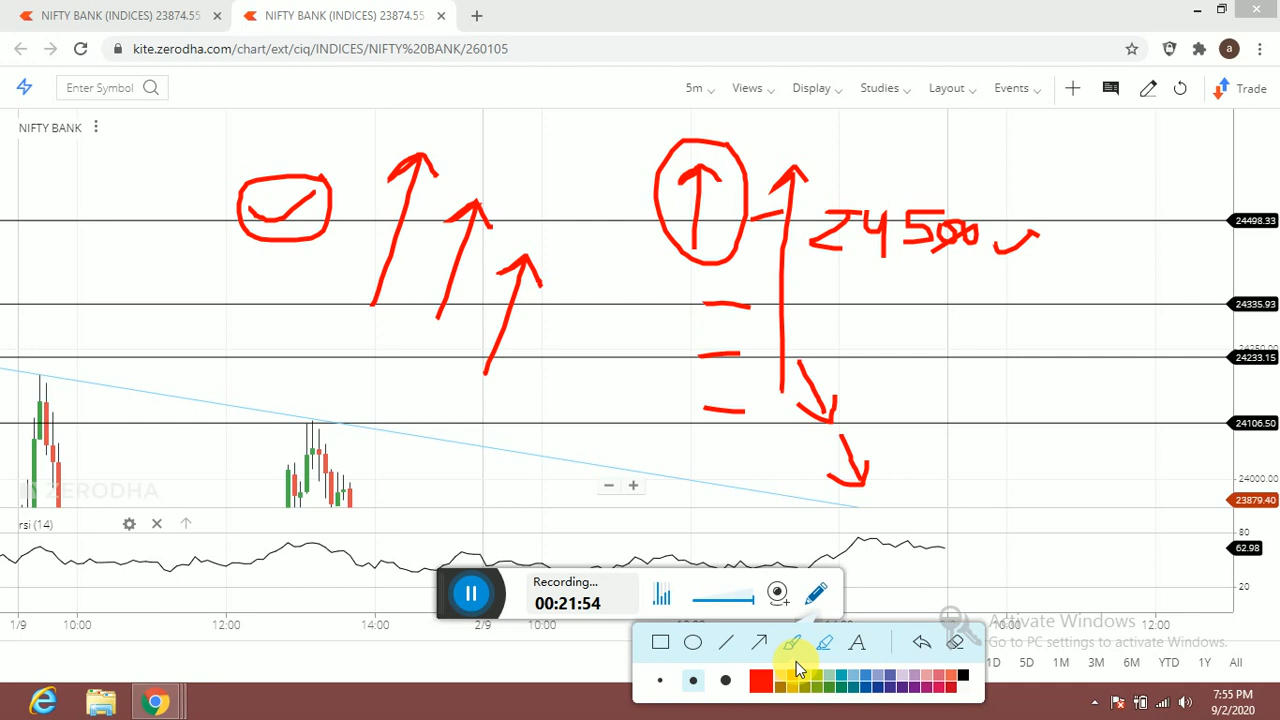 NIFTY BANK (INDICES) 23874.55
NIFTY BANK (INDICES) 23874.55
kite.zerodha.com/chart/ext/ciq/INDICES/NIFTY%20BANK/260105
a
Enter Symbol
5m
Views
Display
Studies
Layout
Events
Trade
NIFTY BANK
24500
24498.33
24335.93
24250.00
24233.15
24106.50
24000.00
23879.40
ZERODHA
rsi (14)
80
62.98
20
Recording...
00:21:54
1/9
10:00
12:00
14:00
2/9
10:00
10:00
12:00
Activate Windows
Go to PC settings to activate Windows.
1D
5D
1M
3M
6M
YTD
1Y
All
A
7:55 PM
9/2/2020